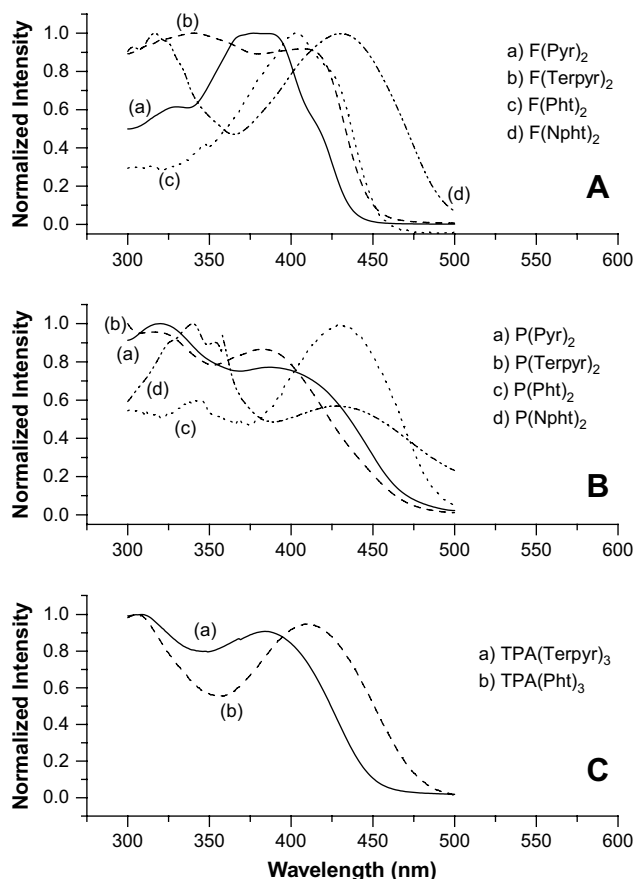 Normalized Intensity
1.0
0.8
0.6
0.4
0.2
0.0
(b)
(a)
(c)
(d)
a) F(Pyr)₂
b) F(Terpyr)₂
c) F(Pht)₂
d) F(Npht)₂
A
300 350 400 450 500 550 600
Normalized Intensity
1.0
0.8
0.6
0.4
0.2
0.0
(b)
(a)
(d)
(c)
a) P(Pyr)₂
b) P(Terpyr)₂
c) P(Pht)₂
d) P(Npht)₂
B
300 350 400 450 500 550 600
Normalized Intensity
1.0
0.8
0.6
0.4
0.2
0.0
(a)
(b)
a) TPA(Terpyr)₃
b) TPA(Pht)₃
C
300 350 400 450 500 550 600
Wavelength (nm)